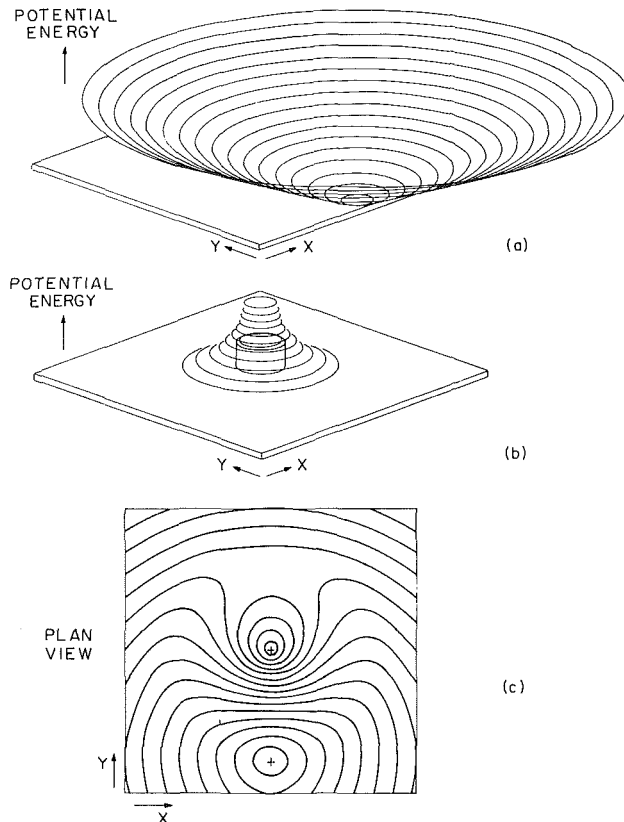 POTENTIAL
ENERGY
Y X
(a)
POTENTIAL
ENERGY
Y X
(b)
PLAN
VIEW
(c)
Y
X